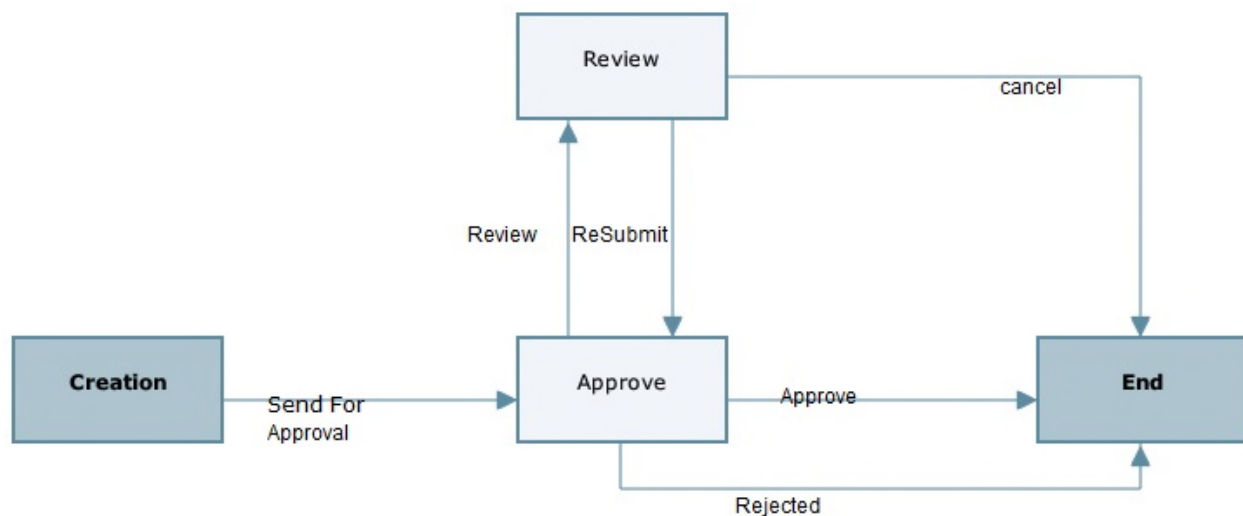 Review
cancel
Review
ReSubmit
Creation
Send For
Approval
Approve
Approve
End
Rejected